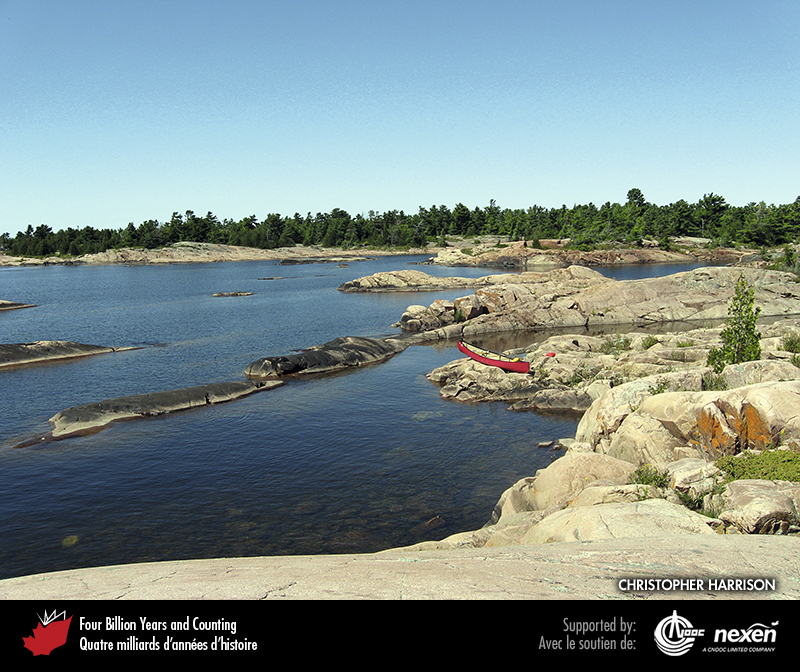 CHRISTOPHER HARRISON
Four Billion Years and Counting
Quatre milliards d'années d'histoire
Supported by:
Avec le soutien de:
CNOOC
nexen
A CNOOC LIMITED COMPANY